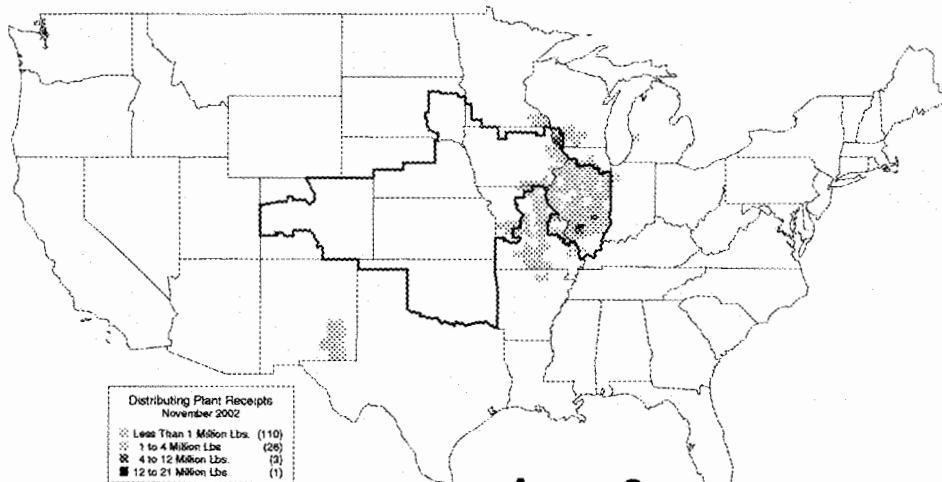 Distributing Plant Receipts
November 2002
Less Than 1 Million Lbs. (110)
1 to 4 Million Lbs (26)
4 to 12 Million Lbs. (3)
12 to 21 Million Lbs. (1)